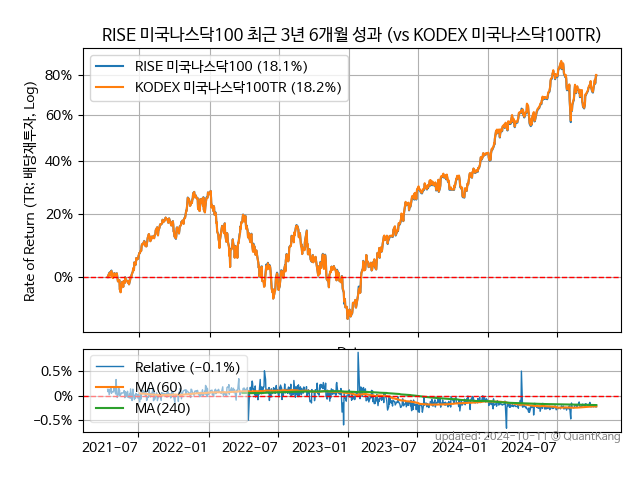 RISE 미국나스닥100 최근 3년 6개월 성과 (vs KODEX 미국나스닥100TR)
RISE 미국나스닥100 (18.1%)
KODEX 미국나스닥100TR (18.2%)
Rate of Return (TR: 배당재투자, Log)
80%
60%
40%
20%
0%
Relative (-0.1%)
MA(60)
MA(240)
0.5%
0%
-0.5%
updated: 2024-10-11 © QuantKang
2021-07 2022-01 2022-07 2023-01 2023-07 2024-01 2024-07